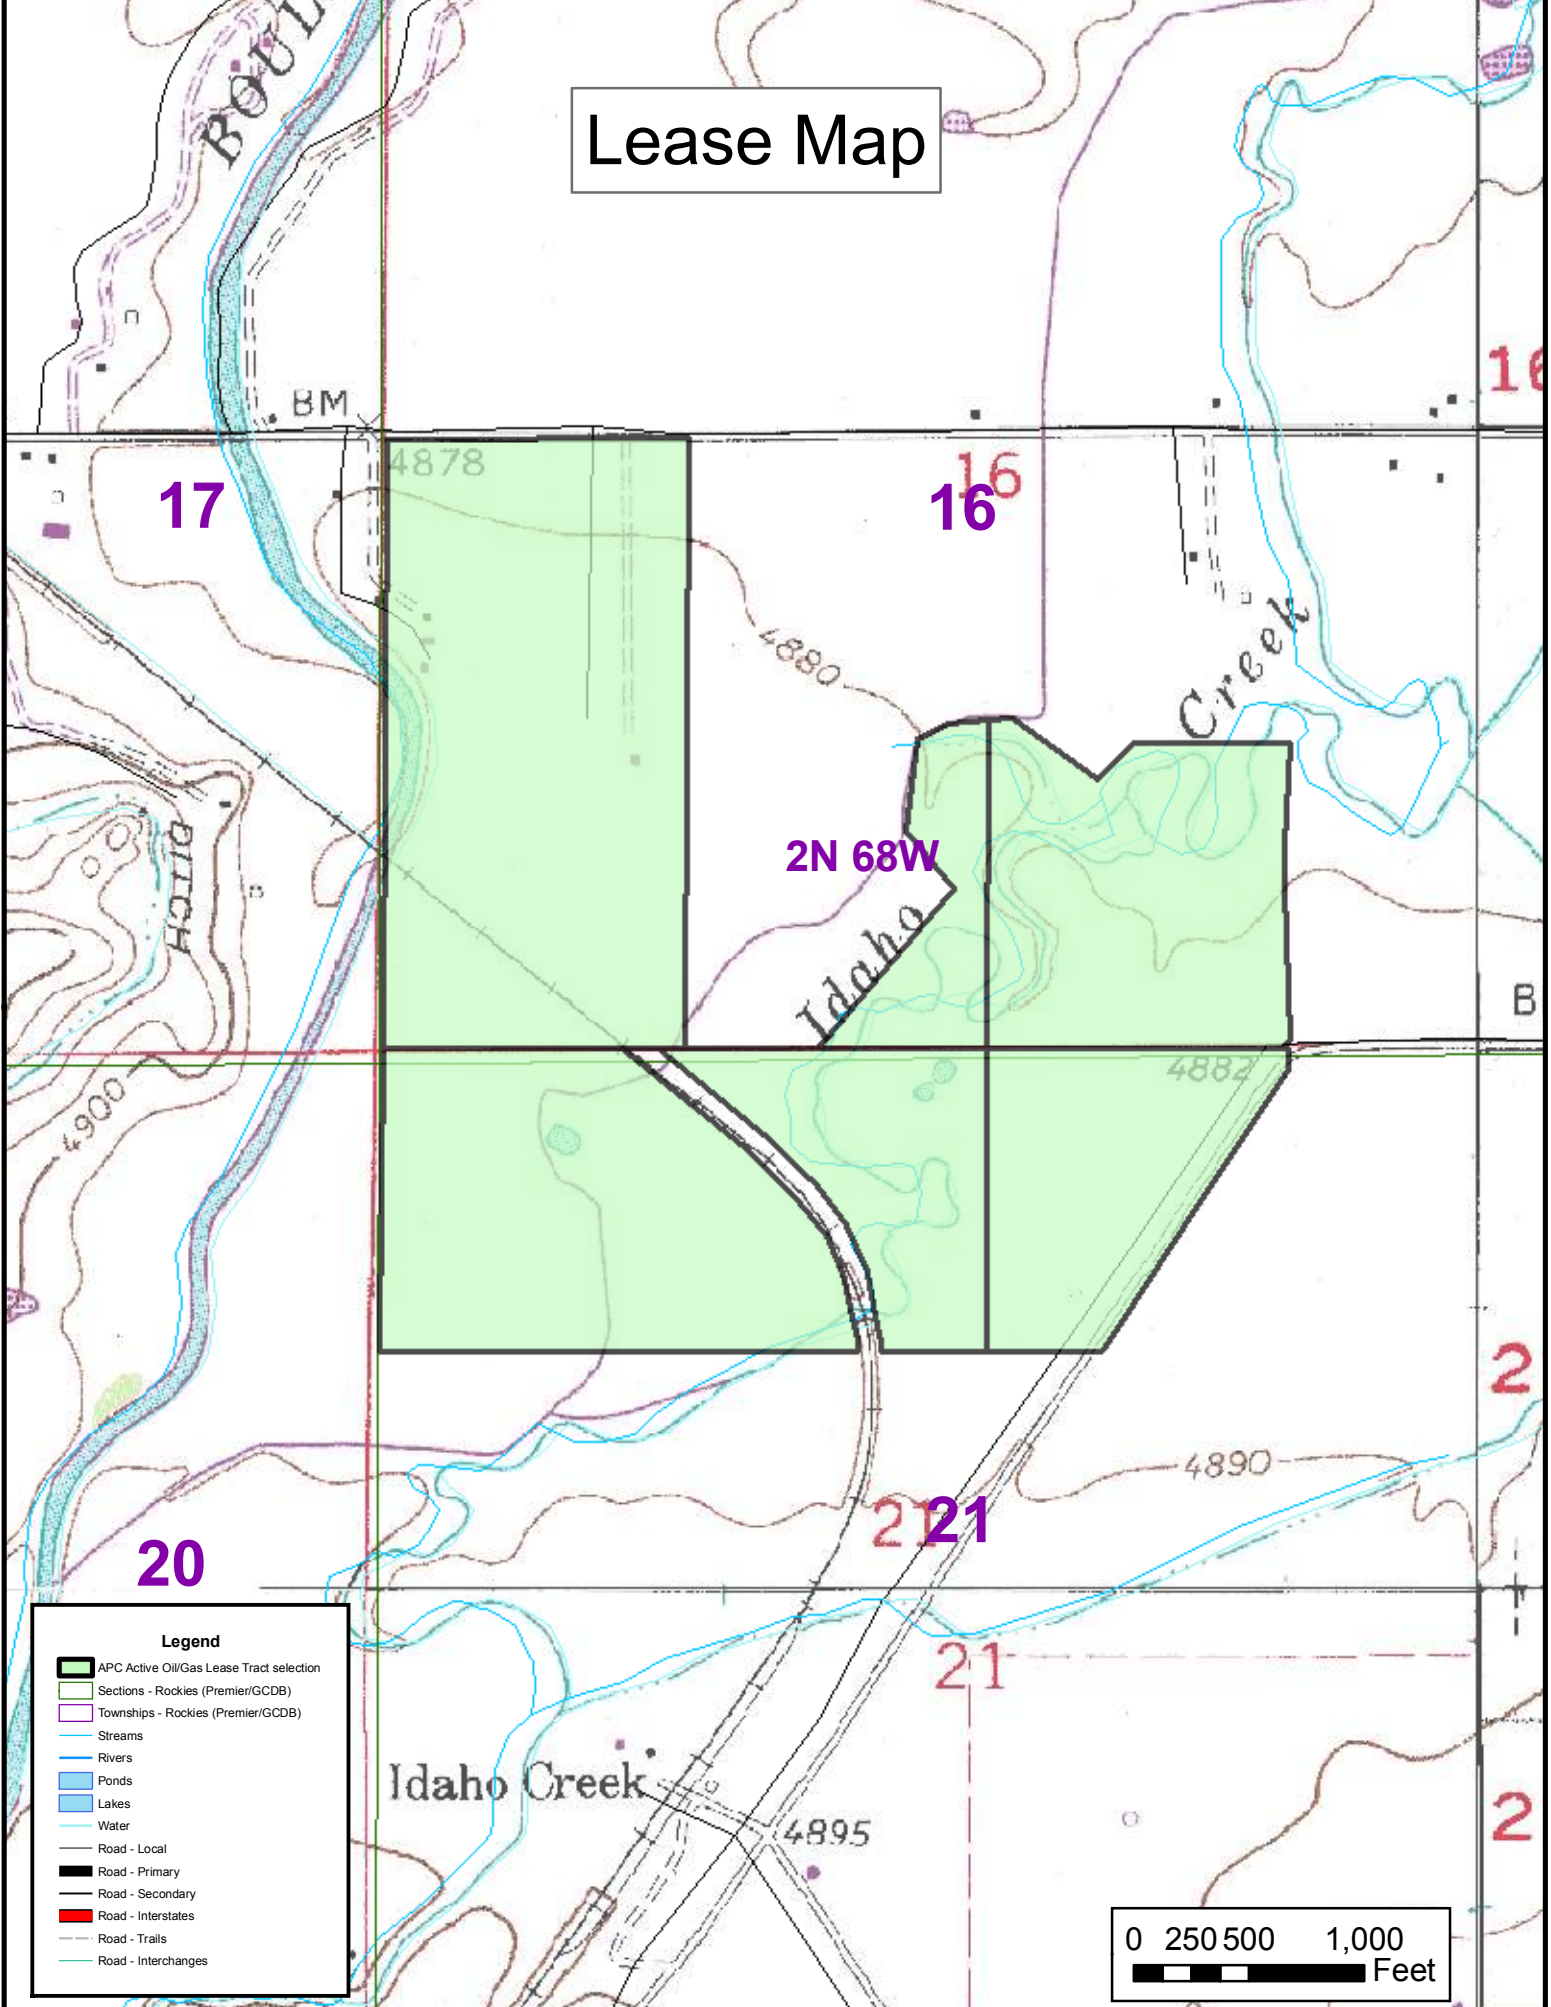 BOUL
Lease Map
16
BM
4878
17
16
16
4880
Creek
2N 68W
DITCH
Idaho
B
4882
4900
2
4890
21
21
20
21
Legend
APC Active Oil/Gas Lease Tract selection
Sections - Rockies (Premier/GCDB)
Townships - Rockies (Premier/GCDB)
Streams
Rivers
Ponds
Lakes
Water
Road - Local
Road - Primary
Road - Secondary
Road - Interstates
Road - Trails
Road - Interchanges
Idaho Creek
4895
2
0 250 500 1,000
Feet